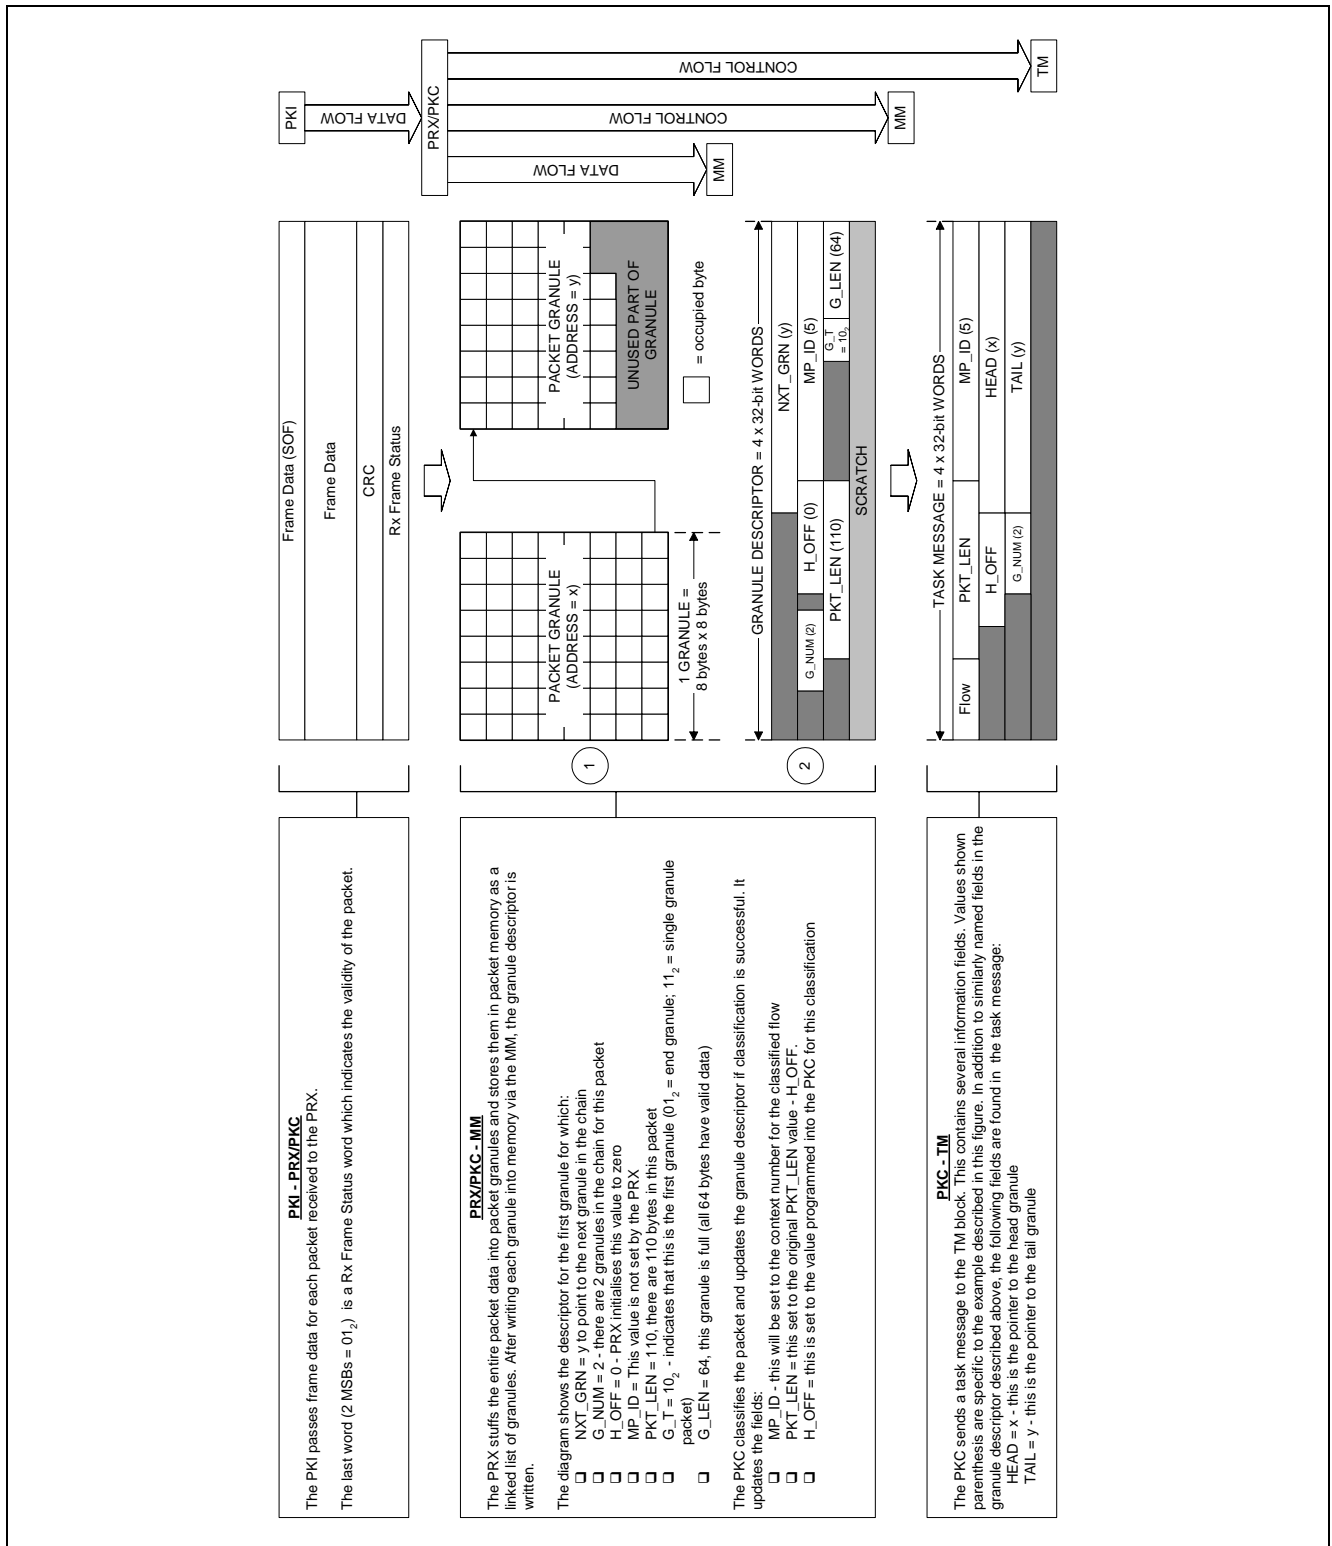 PKI - PRX/PKC
The PKI passes frame data for each packet received to the PRX.
The last word (2 MSBs = 01₂) is a Rx Frame Status word which indicates the validity of the packet.
Frame Data (SOF)
Frame Data
CRC
Rx Frame Status
PKI
DATA FLOW
PRX/PKC
PRX/PKC - MM
The PRX stuffs the entire packet data into packet granules and stores them in packet memory as a
linked list of granules. After writing each granule into memory via the MM, the granule descriptor is
written.
The diagram shows the descriptor for the first granule for which:
❑ NXT_GRN = y to point to the next granule in the chain
❑ G_NUM = 2 - there are 2 granules in the chain for this packet
❑ H_OFF = 0 - PRX initialises this value to zero
❑ MP_ID = This value is not set by the PRX
❑ PKT_LEN = 110, there are 110 bytes in this packet
❑ G_T = 10₂ - indicates that this is the first granule (01₂ = end granule; 11₂ = single granule
packet)
❑ G_LEN = 64, this granule is full (all 64 bytes have valid data)
The PKC classifies the packet and updates the granule descriptor if classification is successful. It
updates the fields:
❑ MP_ID - this will be set to the context number for the classified flow
❑ PKT_LEN = this set to the original PKT_LEN value - H_OFF.
❑ H_OFF = this is set to the value programmed into the PKC for this classification
1
PACKET GRANULE
(ADDRESS = x)
1 GRANULE =
8 bytes x 8 bytes
PACKET GRANULE
(ADDRESS = y)
UNUSED PART OF
GRANULE
= occupied byte
DATA FLOW
MM
2
GRANULE DESCRIPTOR = 4 x 32-bit WORDS
NXT_GRN (y)
G_NUM (2)
H_OFF (0)
MP_ID (5)
PKT_LEN (110)
G_T
= 10₂
G_LEN (64)
SCRATCH
CONTROL FLOW
MM
PKC - TM
The PKC sends a task message to the TM block. This contains several information fields. Values shown
parenthesis are specific to the example described in this figure. In addition to similarly named fields in the
granule descriptor described above, the following fields are found in the task message:
HEAD = x - this is the pointer to the head granule
TAIL = y - this is the pointer to the tail granule
TASK MESSAGE = 4 x 32-bit WORDS
Flow
PKT_LEN
MP_ID (5)
H_OFF
HEAD (x)
G_NUM (2)
TAIL (y)
CONTROL FLOW
TM